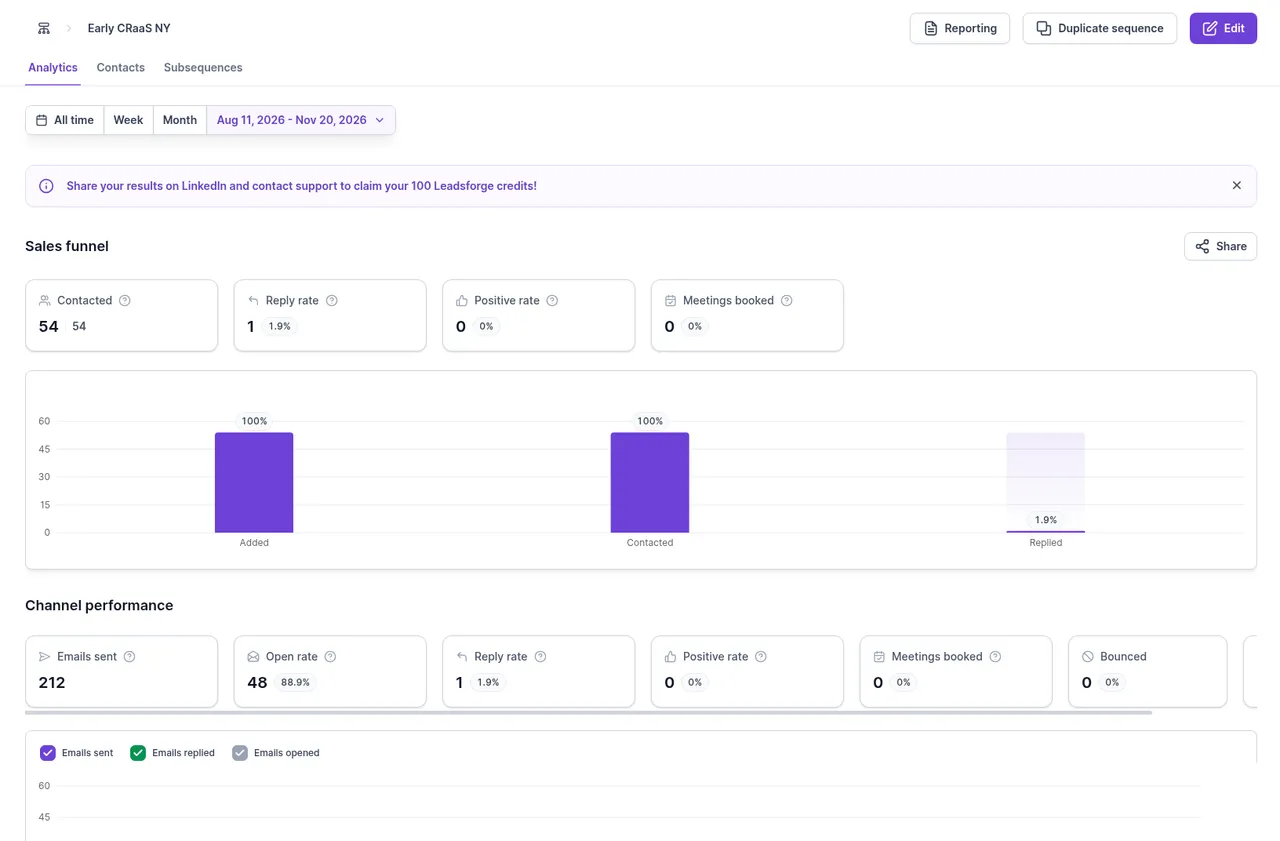 Early CRaaS NY
Reporting
Duplicate sequence
Edit
Analytics
Contacts
Subsequences
All time
Week
Month
Aug 11, 2026 - Nov 20, 2026
Share your results on LinkedIn and contact support to claim your 100 Leadsforge credits!
Sales funnel
Share
Contacted
54 54
Reply rate
1 1.9%
Positive rate
0 0%
Meetings booked
0 0%
60
45
30
15
0
100%
100%
1.9%
Added
Contacted
Replied
Channel performance
Emails sent
212
Open rate
48 88.9%
Reply rate
1 1.9%
Positive rate
0 0%
Meetings booked
0 0%
Bounced
0 0%
Emails sent
Emails replied
Emails opened
60
45